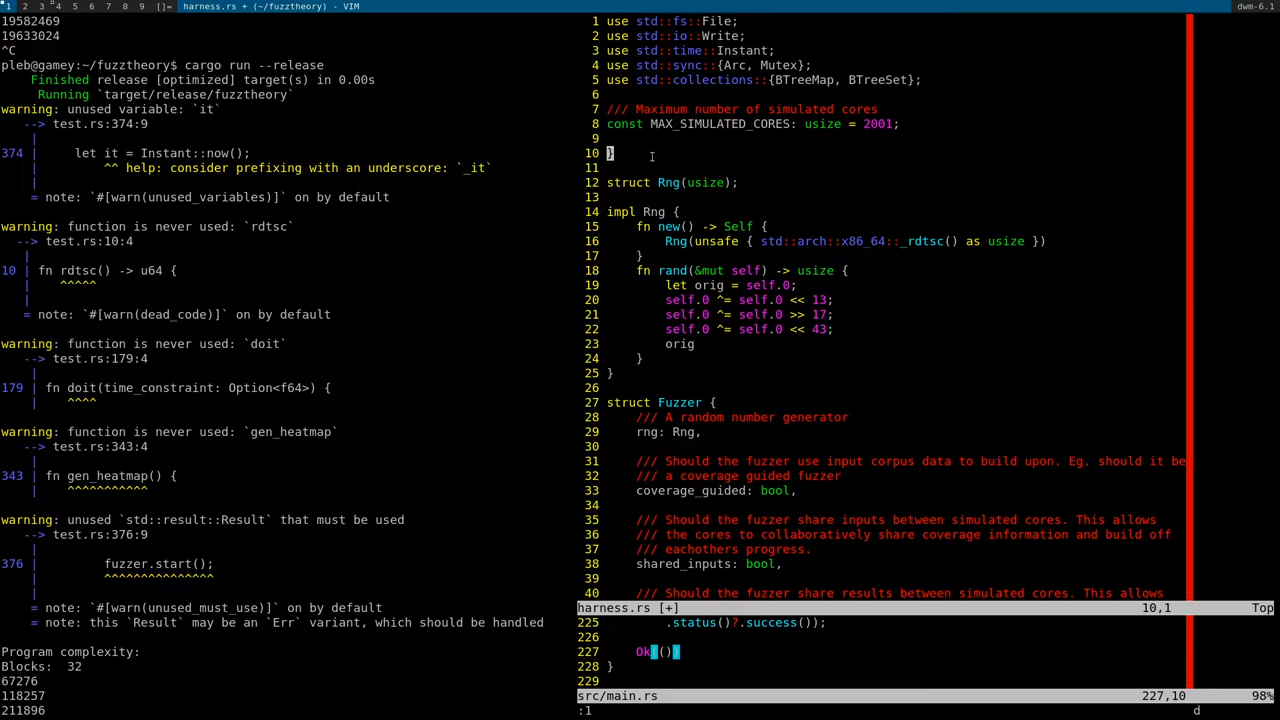 1 2 3 4 5 6 7 8 9 []= harness.rs + (~/fuzztheory) - VIM dwm-6.1
19582469
19633024
^C
pleb@gamey:~/fuzztheory$ cargo run --release
    Finished release [optimized] target(s) in 0.00s
     Running `target/release/fuzztheory`
warning: unused variable: `it`
   --> test.rs:374:9
    |
374 |     let it = Instant::now();
    |         ^^ help: consider prefixing with an underscore: `_it`
    |
    = note: `#[warn(unused_variables)]` on by default
warning: function is never used: `rdtsc`
  --> test.rs:10:4
   |
10 | fn rdtsc() -> u64 {
   |    ^^^^^
   |
   = note: `#[warn(dead_code)]` on by default
warning: function is never used: `doit`
   --> test.rs:179:4
    |
179 | fn doit(time_constraint: Option<f64>) {
    |    ^^^^
warning: function is never used: `gen_heatmap`
   --> test.rs:343:4
    |
343 | fn gen_heatmap() {
    |    ^^^^^^^^^^^
warning: unused `std::result::Result` that must be used
   --> test.rs:376:9
    |
376 |         fuzzer.start();
    |         ^^^^^^^^^^^^^^^
    |
    = note: `#[warn(unused_must_use)]` on by default
    = note: this `Result` may be an `Err` variant, which should be handled
Program complexity:
Blocks:  32
67276
118257
211896
1 use std::fs::File;
2 use std::io::Write;
3 use std::time::Instant;
4 use std::sync::{Arc, Mutex};
5 use std::collections::{BTreeMap, BTreeSet};
6
7 /// Maximum number of simulated cores
8 const MAX_SIMULATED_CORES: usize = 2001;
9
10 }
11
12 struct Rng(usize);
13
14 impl Rng {
15     fn new() -> Self {
16         Rng(unsafe { std::arch::x86_64::_rdtsc() as usize })
17     }
18     fn rand(&mut self) -> usize {
19         let orig = self.0;
20         self.0 ^= self.0 << 13;
21         self.0 ^= self.0 >> 17;
22         self.0 ^= self.0 << 43;
23         orig
24     }
25 }
26
27 struct Fuzzer {
28     /// A random number generator
29     rng: Rng,
30
31     /// Should the fuzzer use input corpus data to build upon. Eg. should it be
32     /// a coverage guided fuzzer
33     coverage_guided: bool,
34
35     /// Should the fuzzer share inputs between simulated cores. This allows
36     /// the cores to collaboratively share coverage information and build off
37     /// eachothers progress.
38     shared_inputs: bool,
39
40     /// Should the fuzzer share results between simulated cores. This allows
harness.rs [+] 10,1 Top
225         .status()?.success());
226
227     Ok(())
228 }
229
src/main.rs 227,10 98%
:1 d